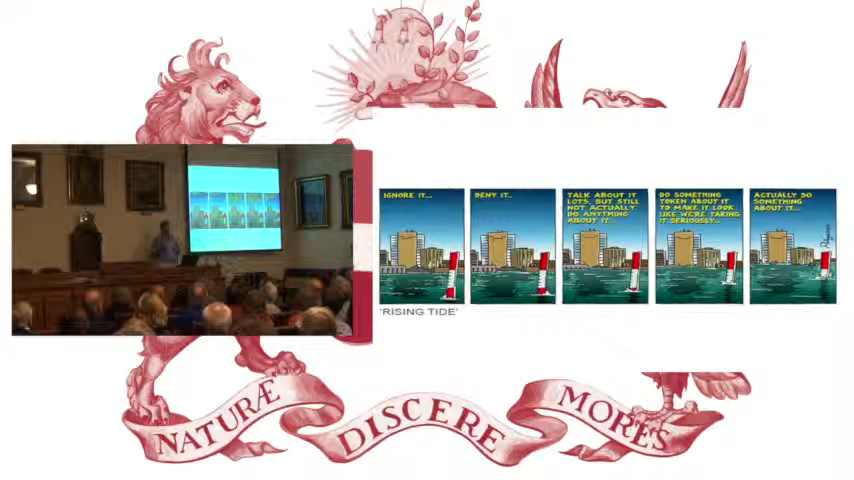 IGNORE IT...
DENY IT..
TALK ABOUT IT
LOTS, BUT STILL
NOT ACTUALLY
DO ANYTHING
ABOUT IT...
DO SOMETHING
TOKEN ABOUT IT
TO MAKE IT LOOK
LIKE WE'RE TAKING
IT SERIOUSLY...
ACTUALLY DO
SOMETHING
ABOUT IT...
'RISING TIDE'
NATURÆ
DISCERE
MORES